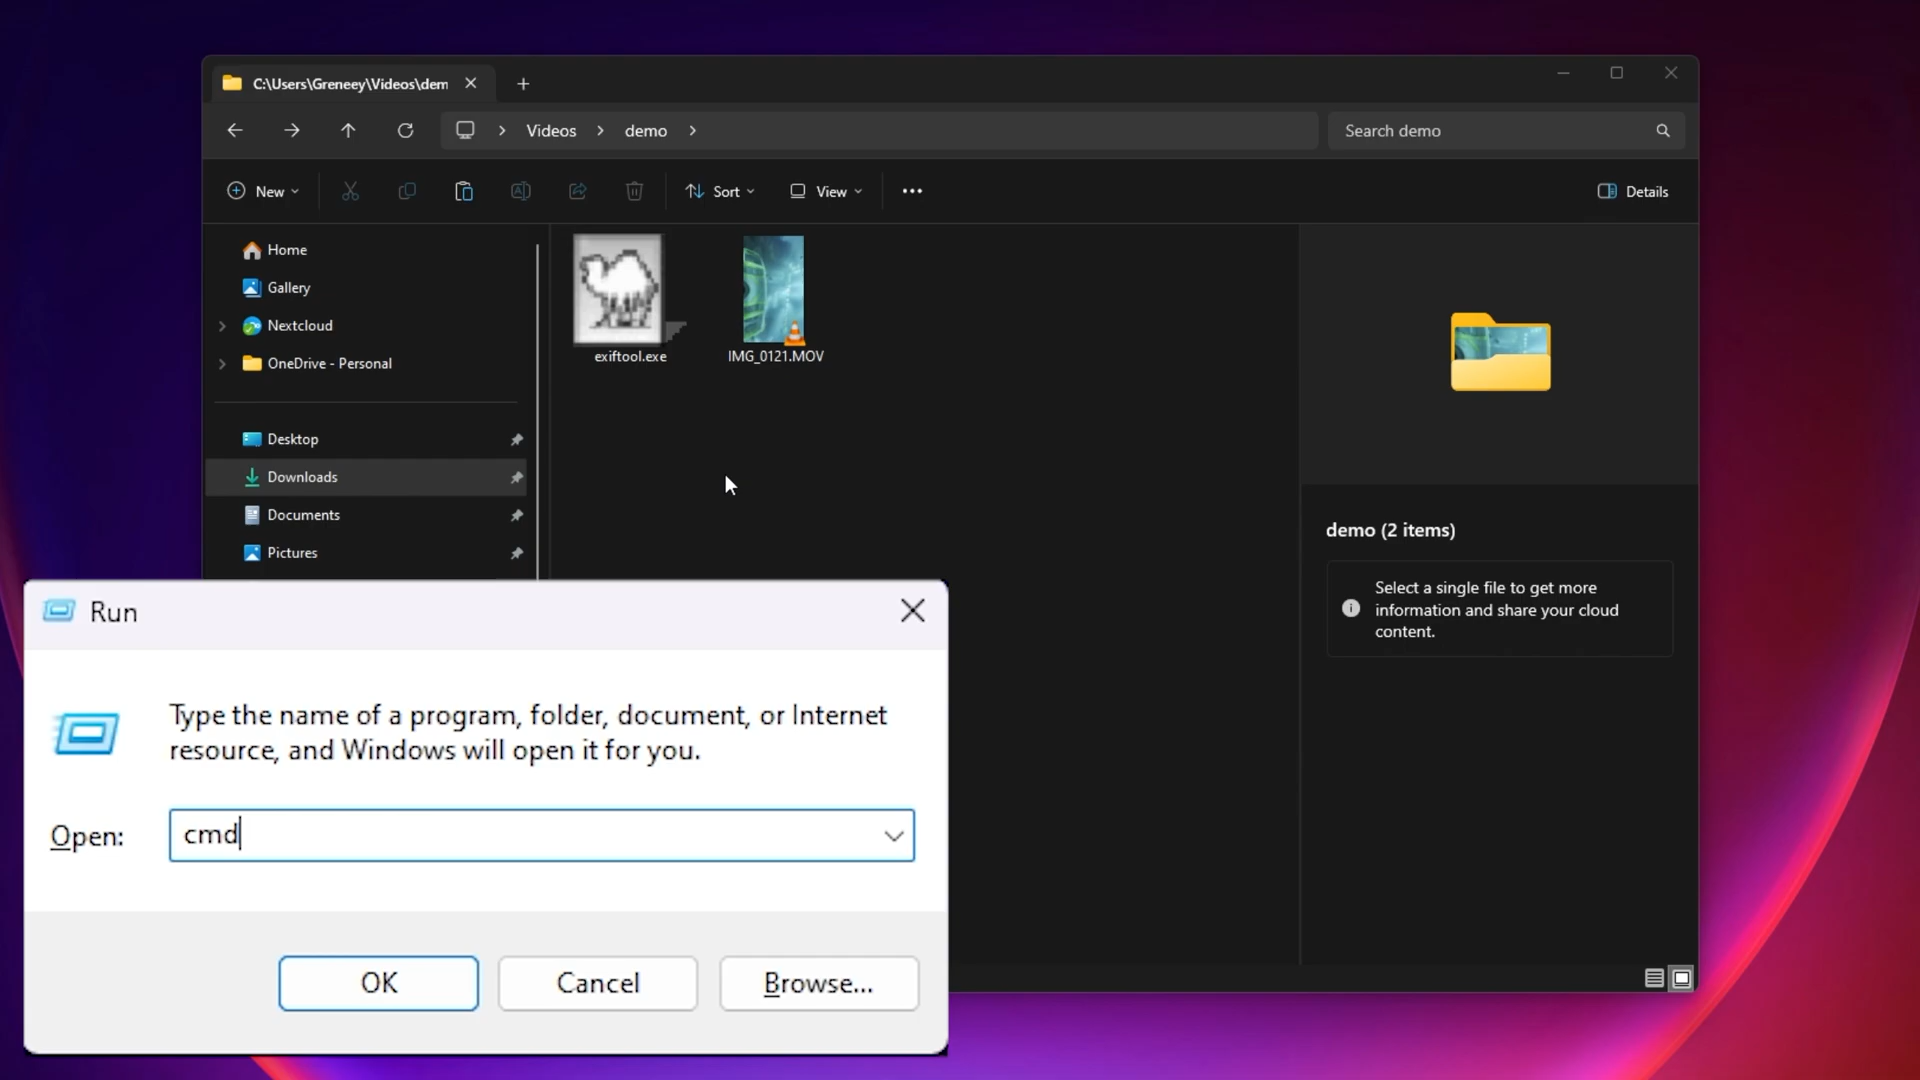 C:\Users\Greneey\Videos\dem
Videos
demo
Search demo
New
Sort
View
Details
Home
Gallery
Nextcloud
OneDrive - Personal
Desktop
Downloads
Documents
Pictures
exiftool.exe
IMG_0121.MOV
demo (2 items)
Select a single file to get more
information and share your cloud
content.
Run
Type the name of a program, folder, document, or Internet
resource, and Windows will open it for you.
Open:
cmd
OK
Cancel
Browse...